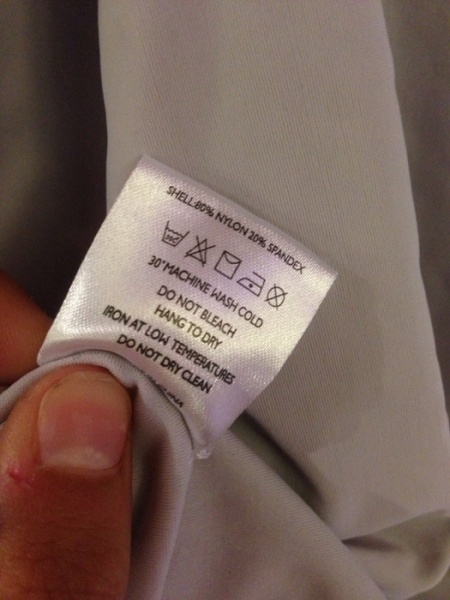 SHELL:80% NYLON 20% SPANDEX
30°MACHINE WASH COLD
DO NOT BLEACH
HANG TO DRY
IRON AT LOW TEMPERATURES
DO NOT DRY CLEAN